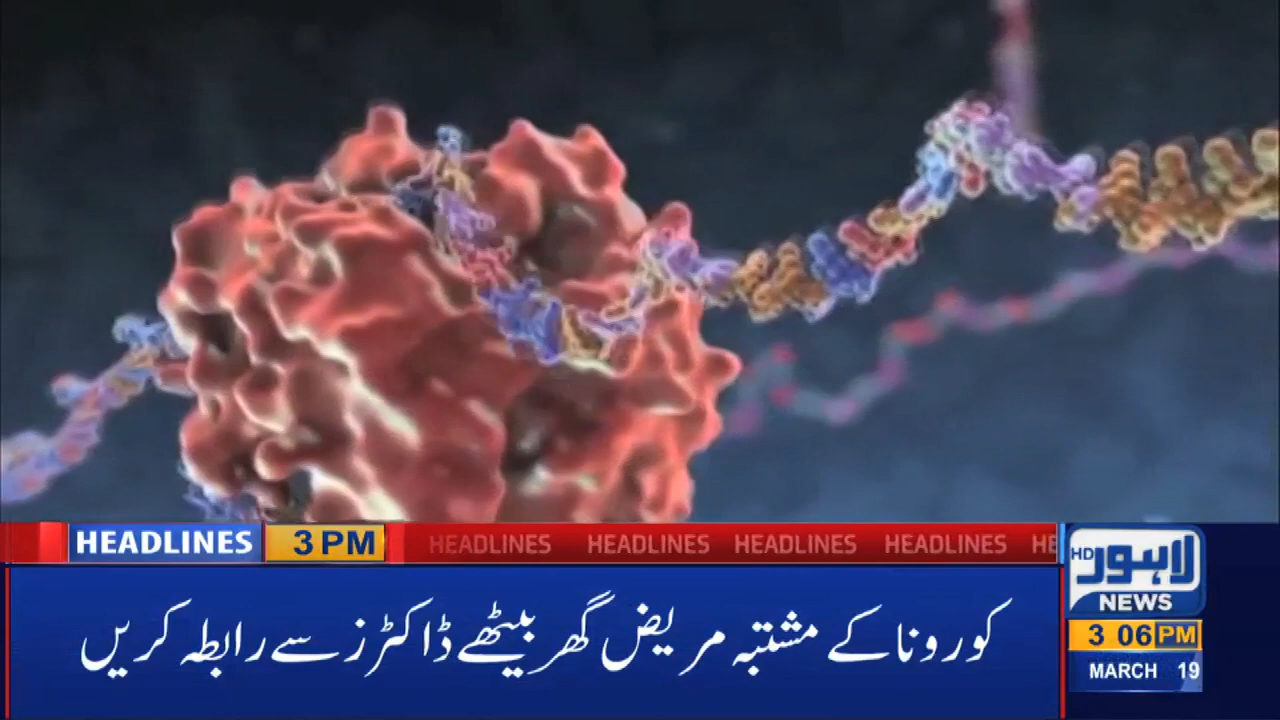 HEADLINES 3 PM HEADLINES HEADLINES HEADLINES HEADLINES HE
کورونا کے مشتبہ مریض گھر بیٹھے ڈاکٹرز سے رابطہ کریں
HD لاہور
NEWS
3 06 PM
MARCH 19